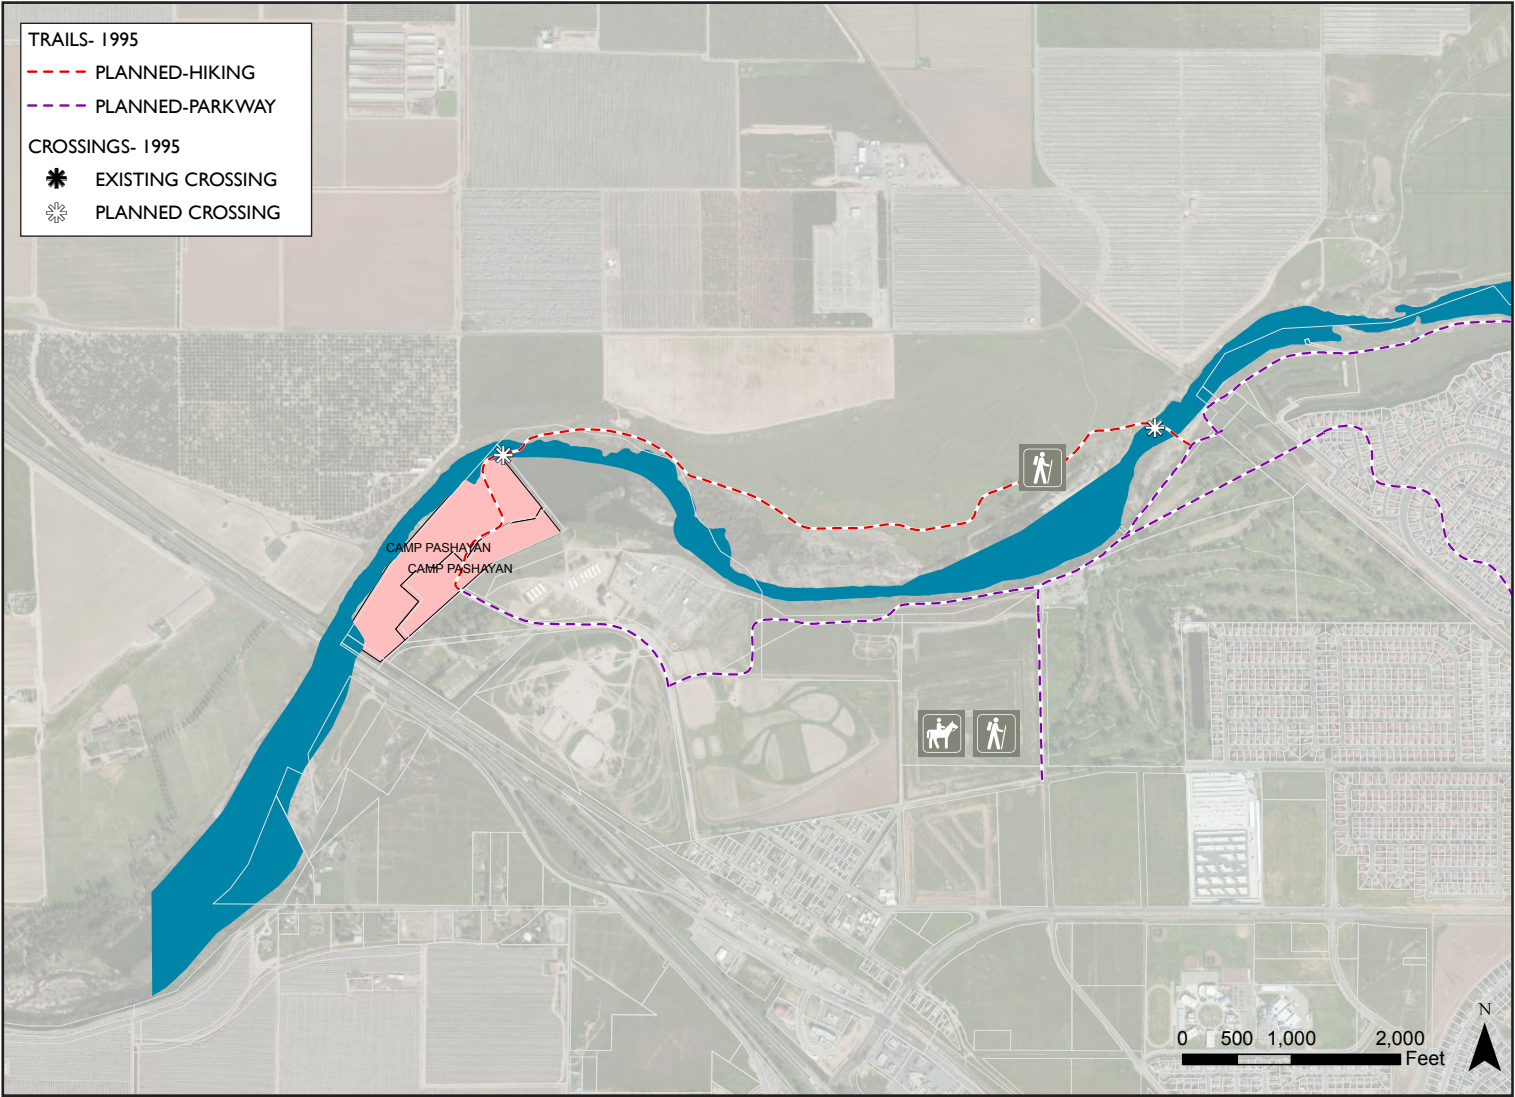 TRAILS- 1995
PLANNED-HIKING
PLANNED-PARKWAY
CROSSINGS- 1995
EXISTING CROSSING
PLANNED CROSSING
CAMP PASHAYAN
CAMP PASHAYAN
N
0 500 1,000 2,000
Feet